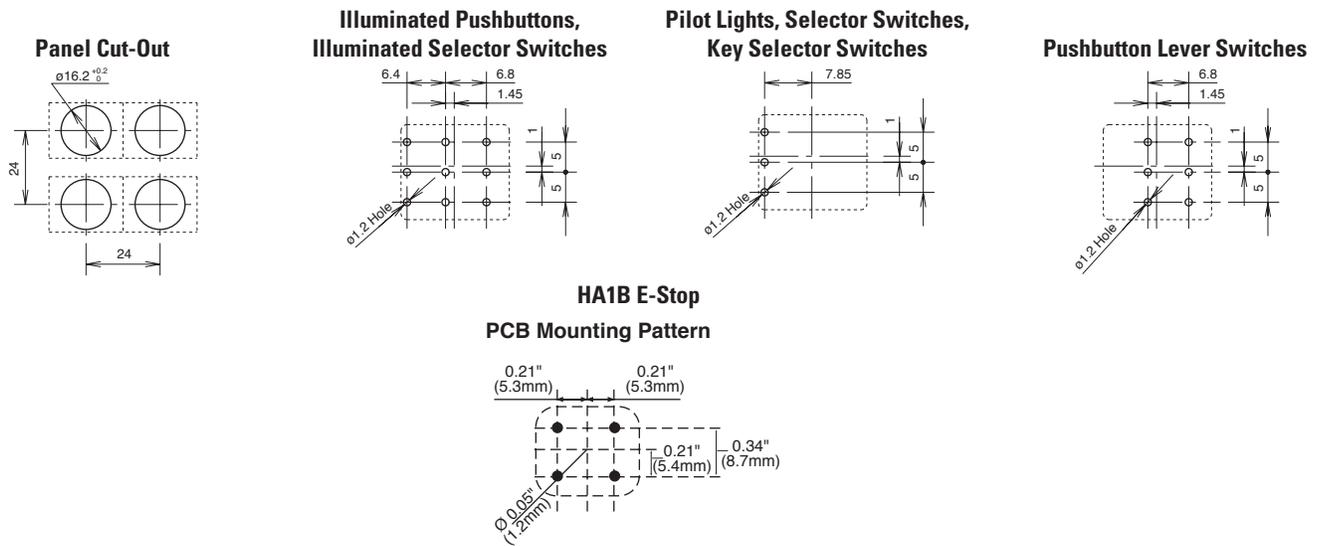 Panel Cut-Out
ø16.2 +0.2 0
24
24
Illuminated Pushbuttons,
Illuminated Selector Switches
6.4
6.8
1.45
1
5
5
ø1.2 Hole
Pilot Lights, Selector Switches,
Key Selector Switches
7.85
1
5
5
ø1.2 Hole
Pushbutton Lever Switches
6.8
1.45
1
5
5
ø1.2 Hole
HA1B E-Stop
PCB Mounting Pattern
0.21"
(5.3mm)
0.21"
(5.3mm)
0.21"
(5.4mm)
0.34"
(8.7mm)
Ø 0.05"
(1.2mm)